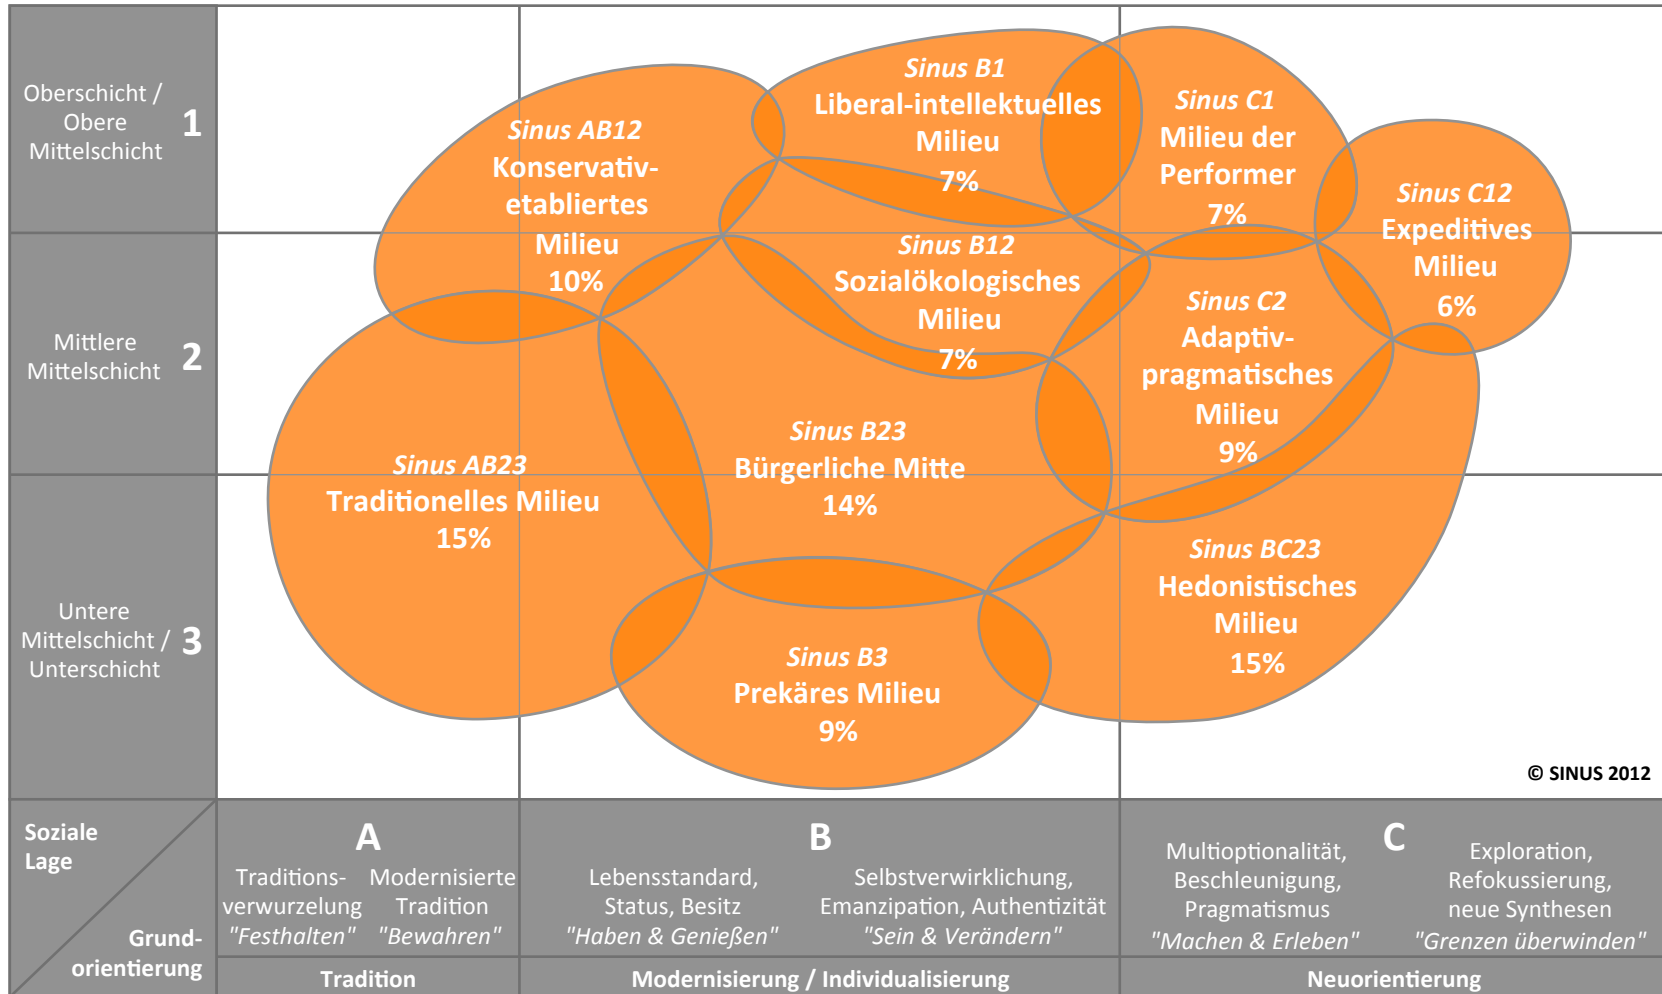 Oberschicht /
Obere
Mittelschicht
1
Mittlere
Mittelschicht
2
Untere
Mittelschicht /
Unterschicht
3
Sinus AB12
Konservativ-
etabliertes
Milieu
10%
Sinus B1
Liberal-intellektuelles
Milieu
7%
Sinus C1
Milieu der
Performer
7%
Sinus C12
Expeditives
Milieu
6%
Sinus B12
Sozialökologisches
Milieu
7%
Sinus C2
Adaptiv-
pragmatisches
Milieu
9%
Sinus AB23
Traditionelles Milieu
15%
Sinus B23
Bürgerliche Mitte
14%
Sinus BC23
Hedonistisches
Milieu
15%
Sinus B3
Prekäres Milieu
9%
© SINUS 2012
Soziale
Lage
Grund-
orientierung
A
Traditions-
verwurzelung
"Festhalten"
Modernisierte
Tradition
"Bewahren"
B
Lebensstandard,
Status, Besitz
"Haben & Genießen"
Selbstverwirklichung,
Emanzipation, Authentizität
"Sein & Verändern"
C
Multioptionalität,
Beschleunigung,
Pragmatismus
"Machen & Erleben"
Exploration,
Refokussierung,
neue Synthesen
"Grenzen überwinden"
Tradition
Modernisierung / Individualisierung
Neuorientierung